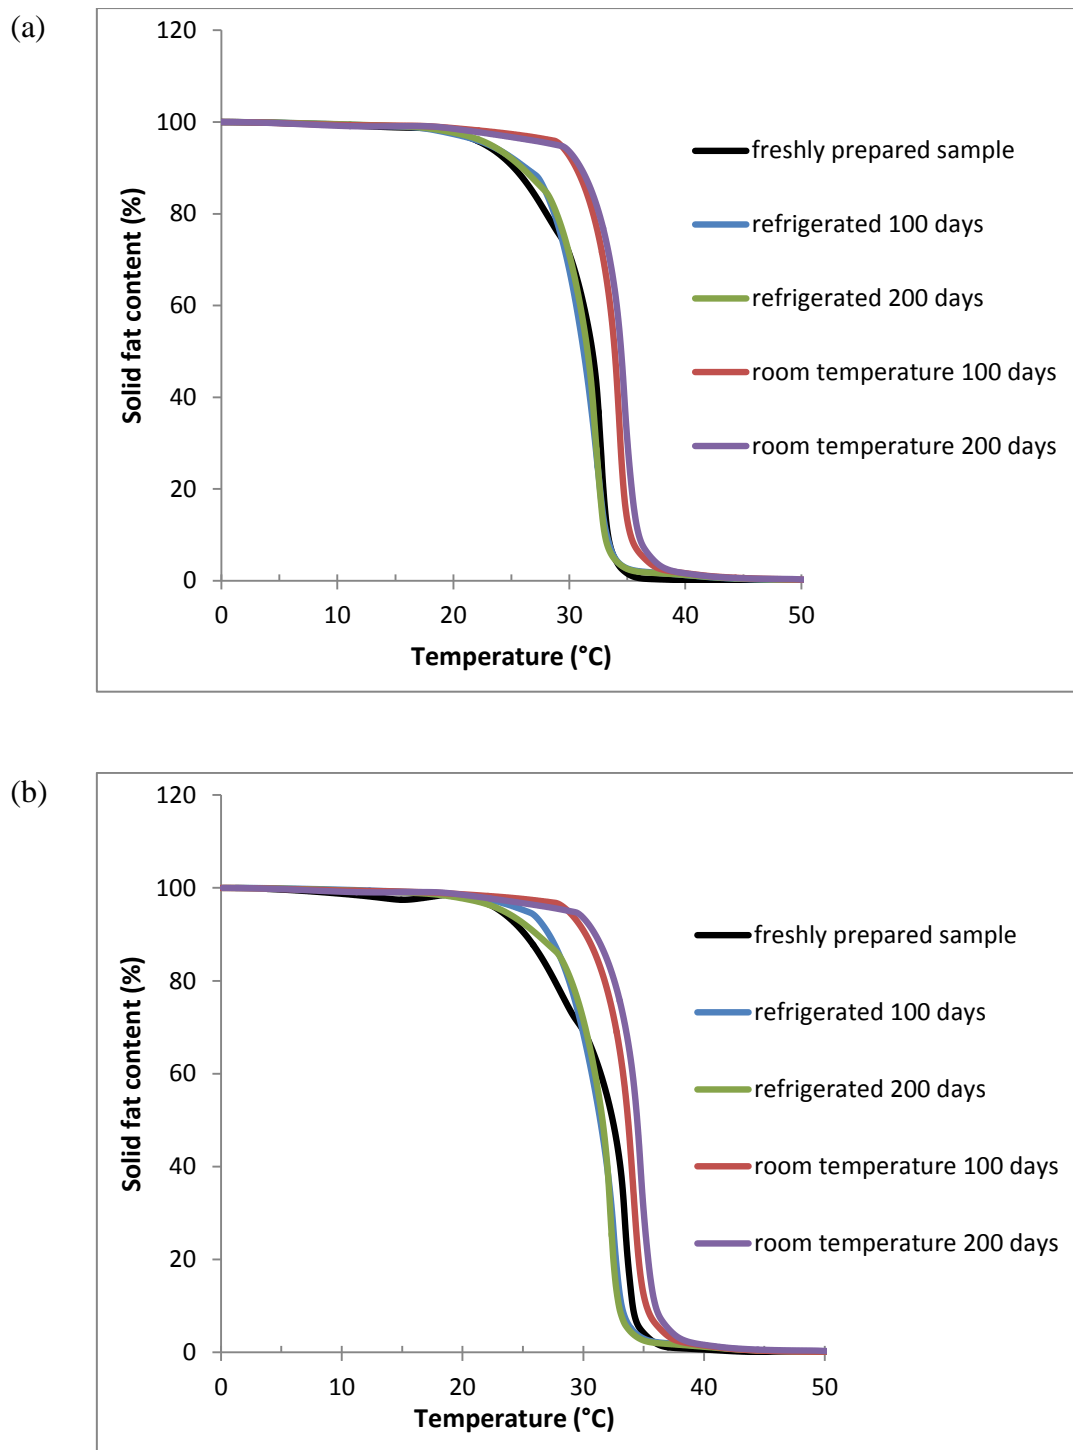 (a)
120
100
80
60
40
20
0
Solid fat content (%)
0 10 20 30 40 50
Temperature (°C)
freshly prepared sample
refrigerated 100 days
refrigerated 200 days
room temperature 100 days
room temperature 200 days
(b)
120
100
80
60
40
20
0
Solid fat content (%)
0 10 20 30 40 50
Temperature (°C)
freshly prepared sample
refrigerated 100 days
refrigerated 200 days
room temperature 100 days
room temperature 200 days